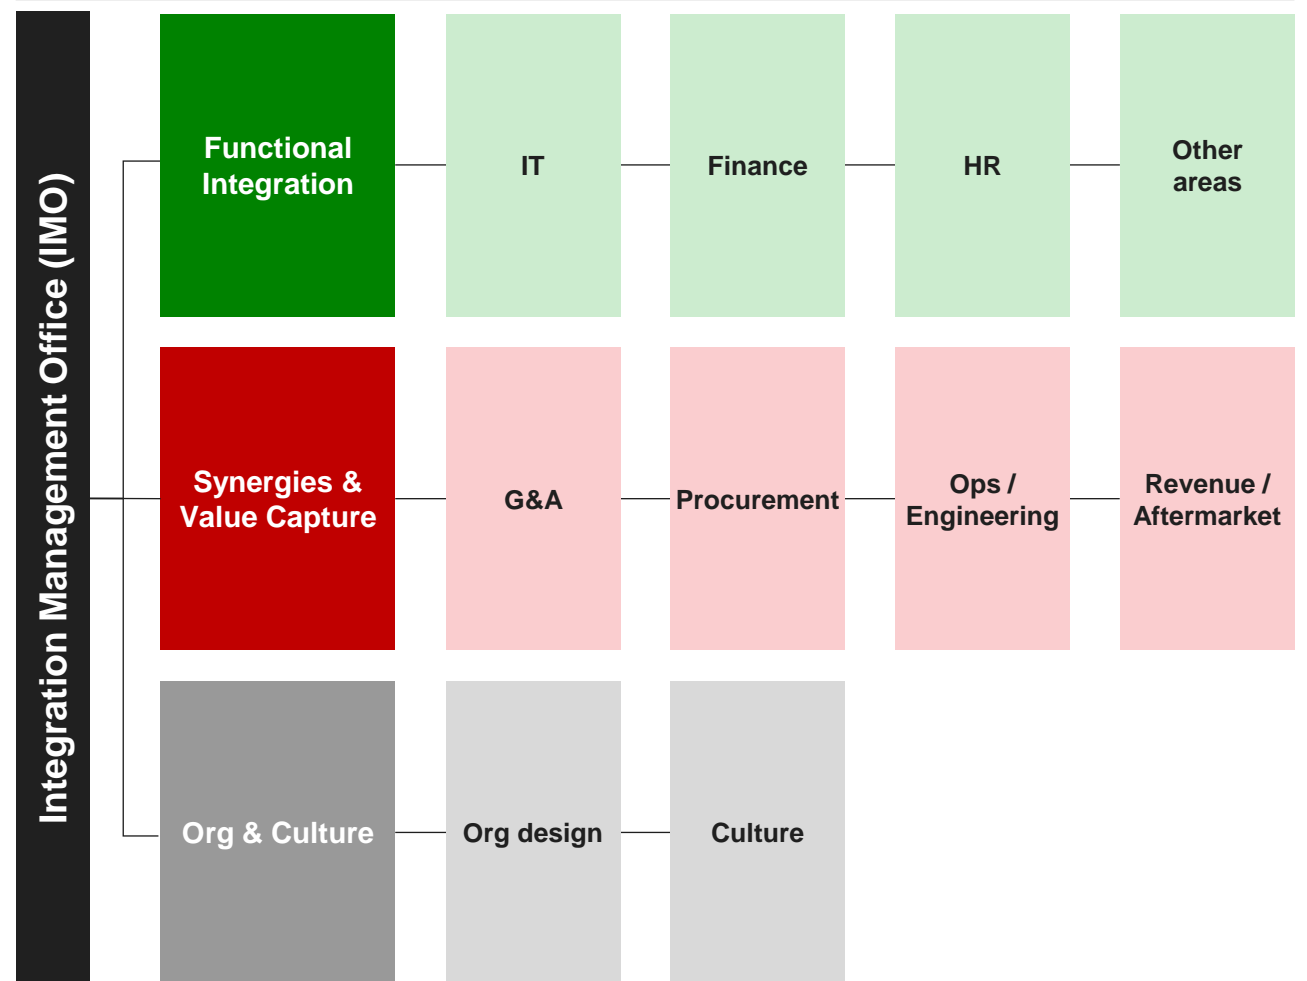 Integration Management Office (IMO)
Functional
Integration
IT
Finance
HR
Other
areas
Synergies &
Value Capture
G&A
Procurement
Ops /
Engineering
Revenue /
Aftermarket
Org & Culture
Org design
Culture